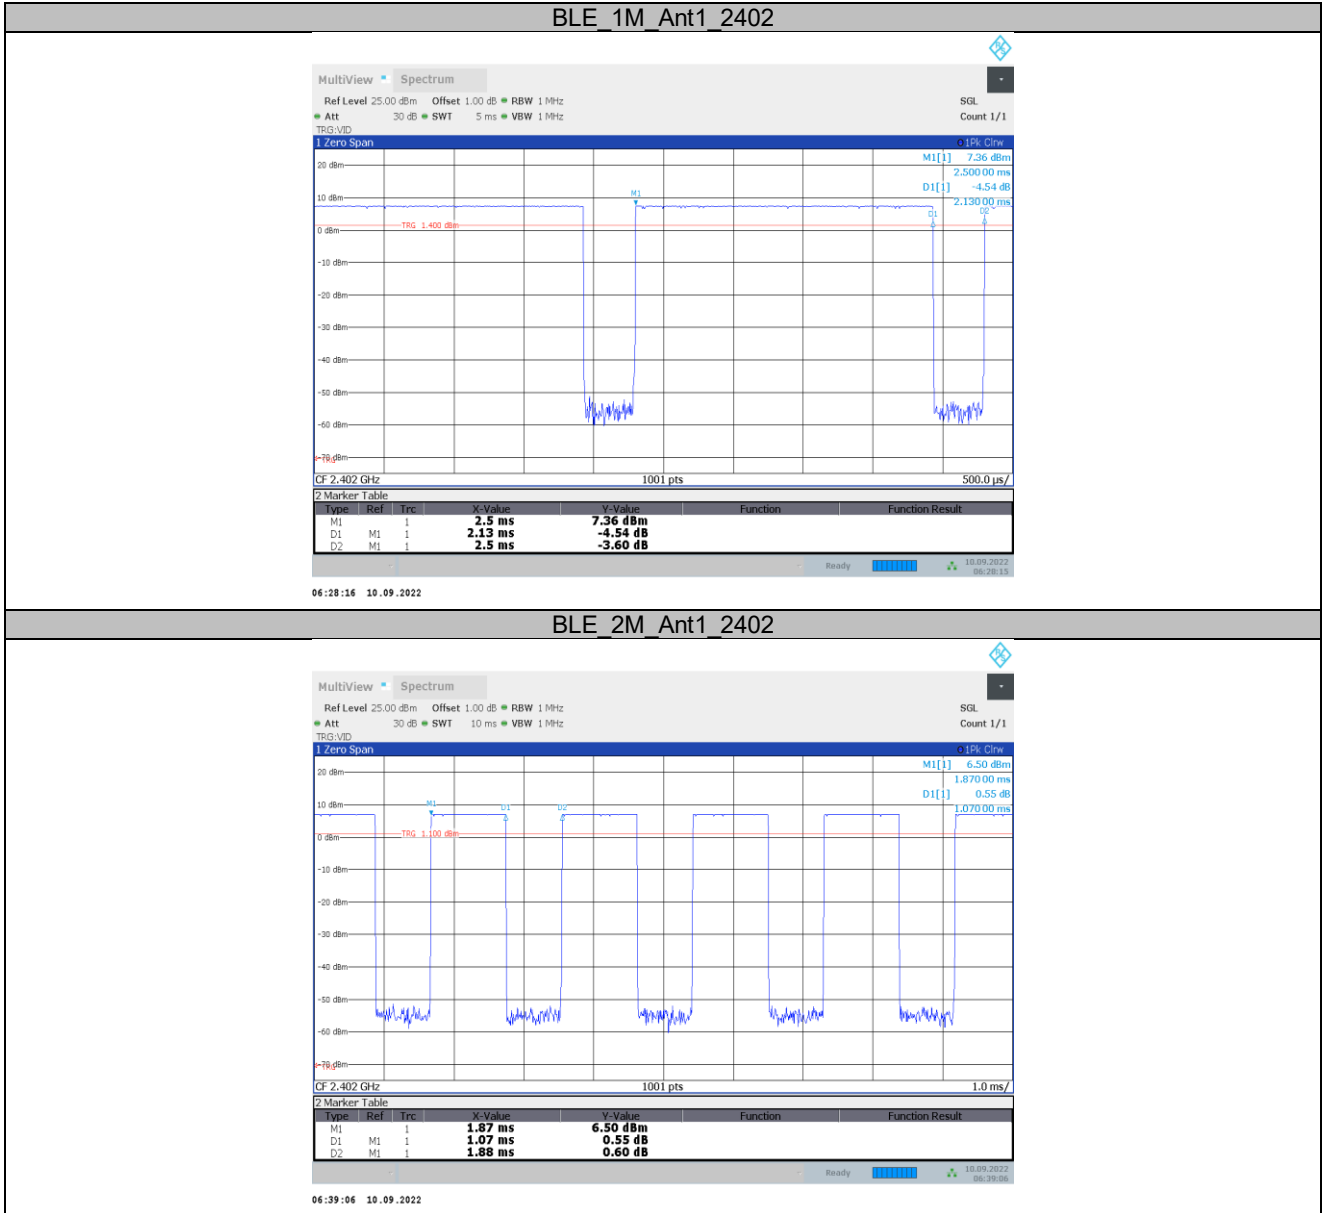 BLE_1M_Ant1_2402
MultiView Spectrum
Ref Level 25.00 dBm Offset 1.00 dB RBW 1 MHz SGL
Att 30 dB SWT 5 ms VBW 1 MHz Count 1/1
TRG:VID
1 Zero Span 1Pk Clrw
M1[1] 7.36 dBm
2.50000 ms
D1[1] -4.54 dB
2.13000 ms
20 dBm
10 dBm
M1
D1
D2
TRG 1.400 dBm
0 dBm
-10 dBm
-20 dBm
-30 dBm
-40 dBm
-50 dBm
-60 dBm
-70 dBm
TRG
CF 2.402 GHz 1001 pts 500.0 µs/
2 Marker Table
Type Ref Trc X-Value Y-Value Function Function Result
M1 1 2.5 ms 7.36 dBm
D1 M1 1 2.13 ms -4.54 dB
D2 M1 1 2.5 ms -3.60 dB
Ready 10.09.2022
06:28:15
06:28:16 10.09.2022
BLE_2M_Ant1_2402
MultiView Spectrum
Ref Level 25.00 dBm Offset 1.00 dB RBW 1 MHz SGL
Att 30 dB SWT 10 ms VBW 1 MHz Count 1/1
TRG:VID
1 Zero Span 1Pk Clrw
M1[1] 6.50 dBm
1.87000 ms
D1[1] 0.55 dB
1.07000 ms
20 dBm
10 dBm
M1
D1
D2
TRG 1.100 dBm
0 dBm
-10 dBm
-20 dBm
-30 dBm
-40 dBm
-50 dBm
-60 dBm
-70 dBm
TRG
CF 2.402 GHz 1001 pts 1.0 ms/
2 Marker Table
Type Ref Trc X-Value Y-Value Function Function Result
M1 1 1.87 ms 6.50 dBm
D1 M1 1 1.07 ms 0.55 dB
D2 M1 1 1.88 ms 0.60 dB
Ready 10.09.2022
06:39:06
06:39:06 10.09.2022